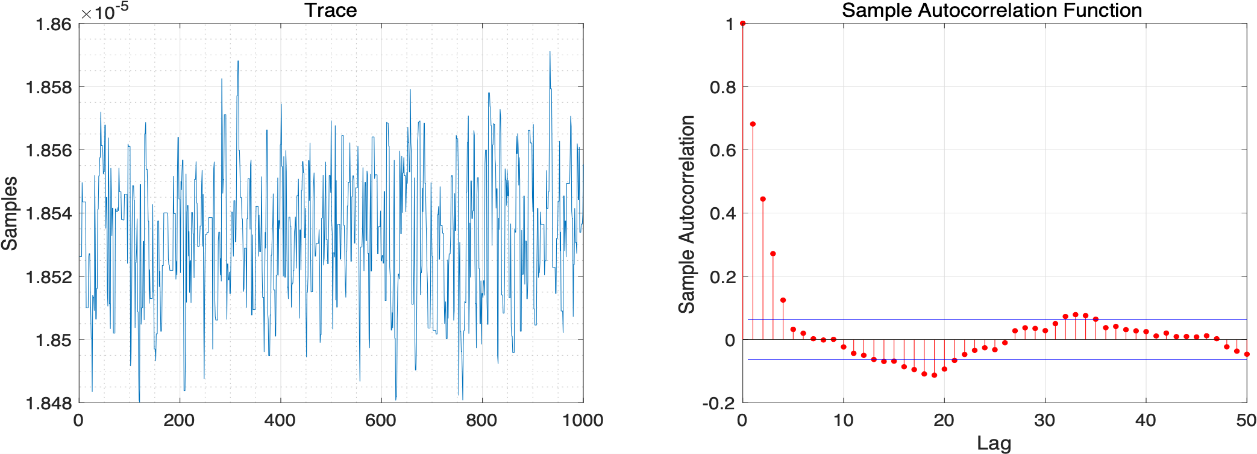 Trace
×10⁻⁵
1.86
1.858
1.856
1.854
1.852
1.85
1.848
Samples
0 200 400 600 800 1000
Sample Autocorrelation Function
1
0.8
0.6
0.4
0.2
0
-0.2
Sample Autocorrelation
0 10 20 30 40 50
Lag